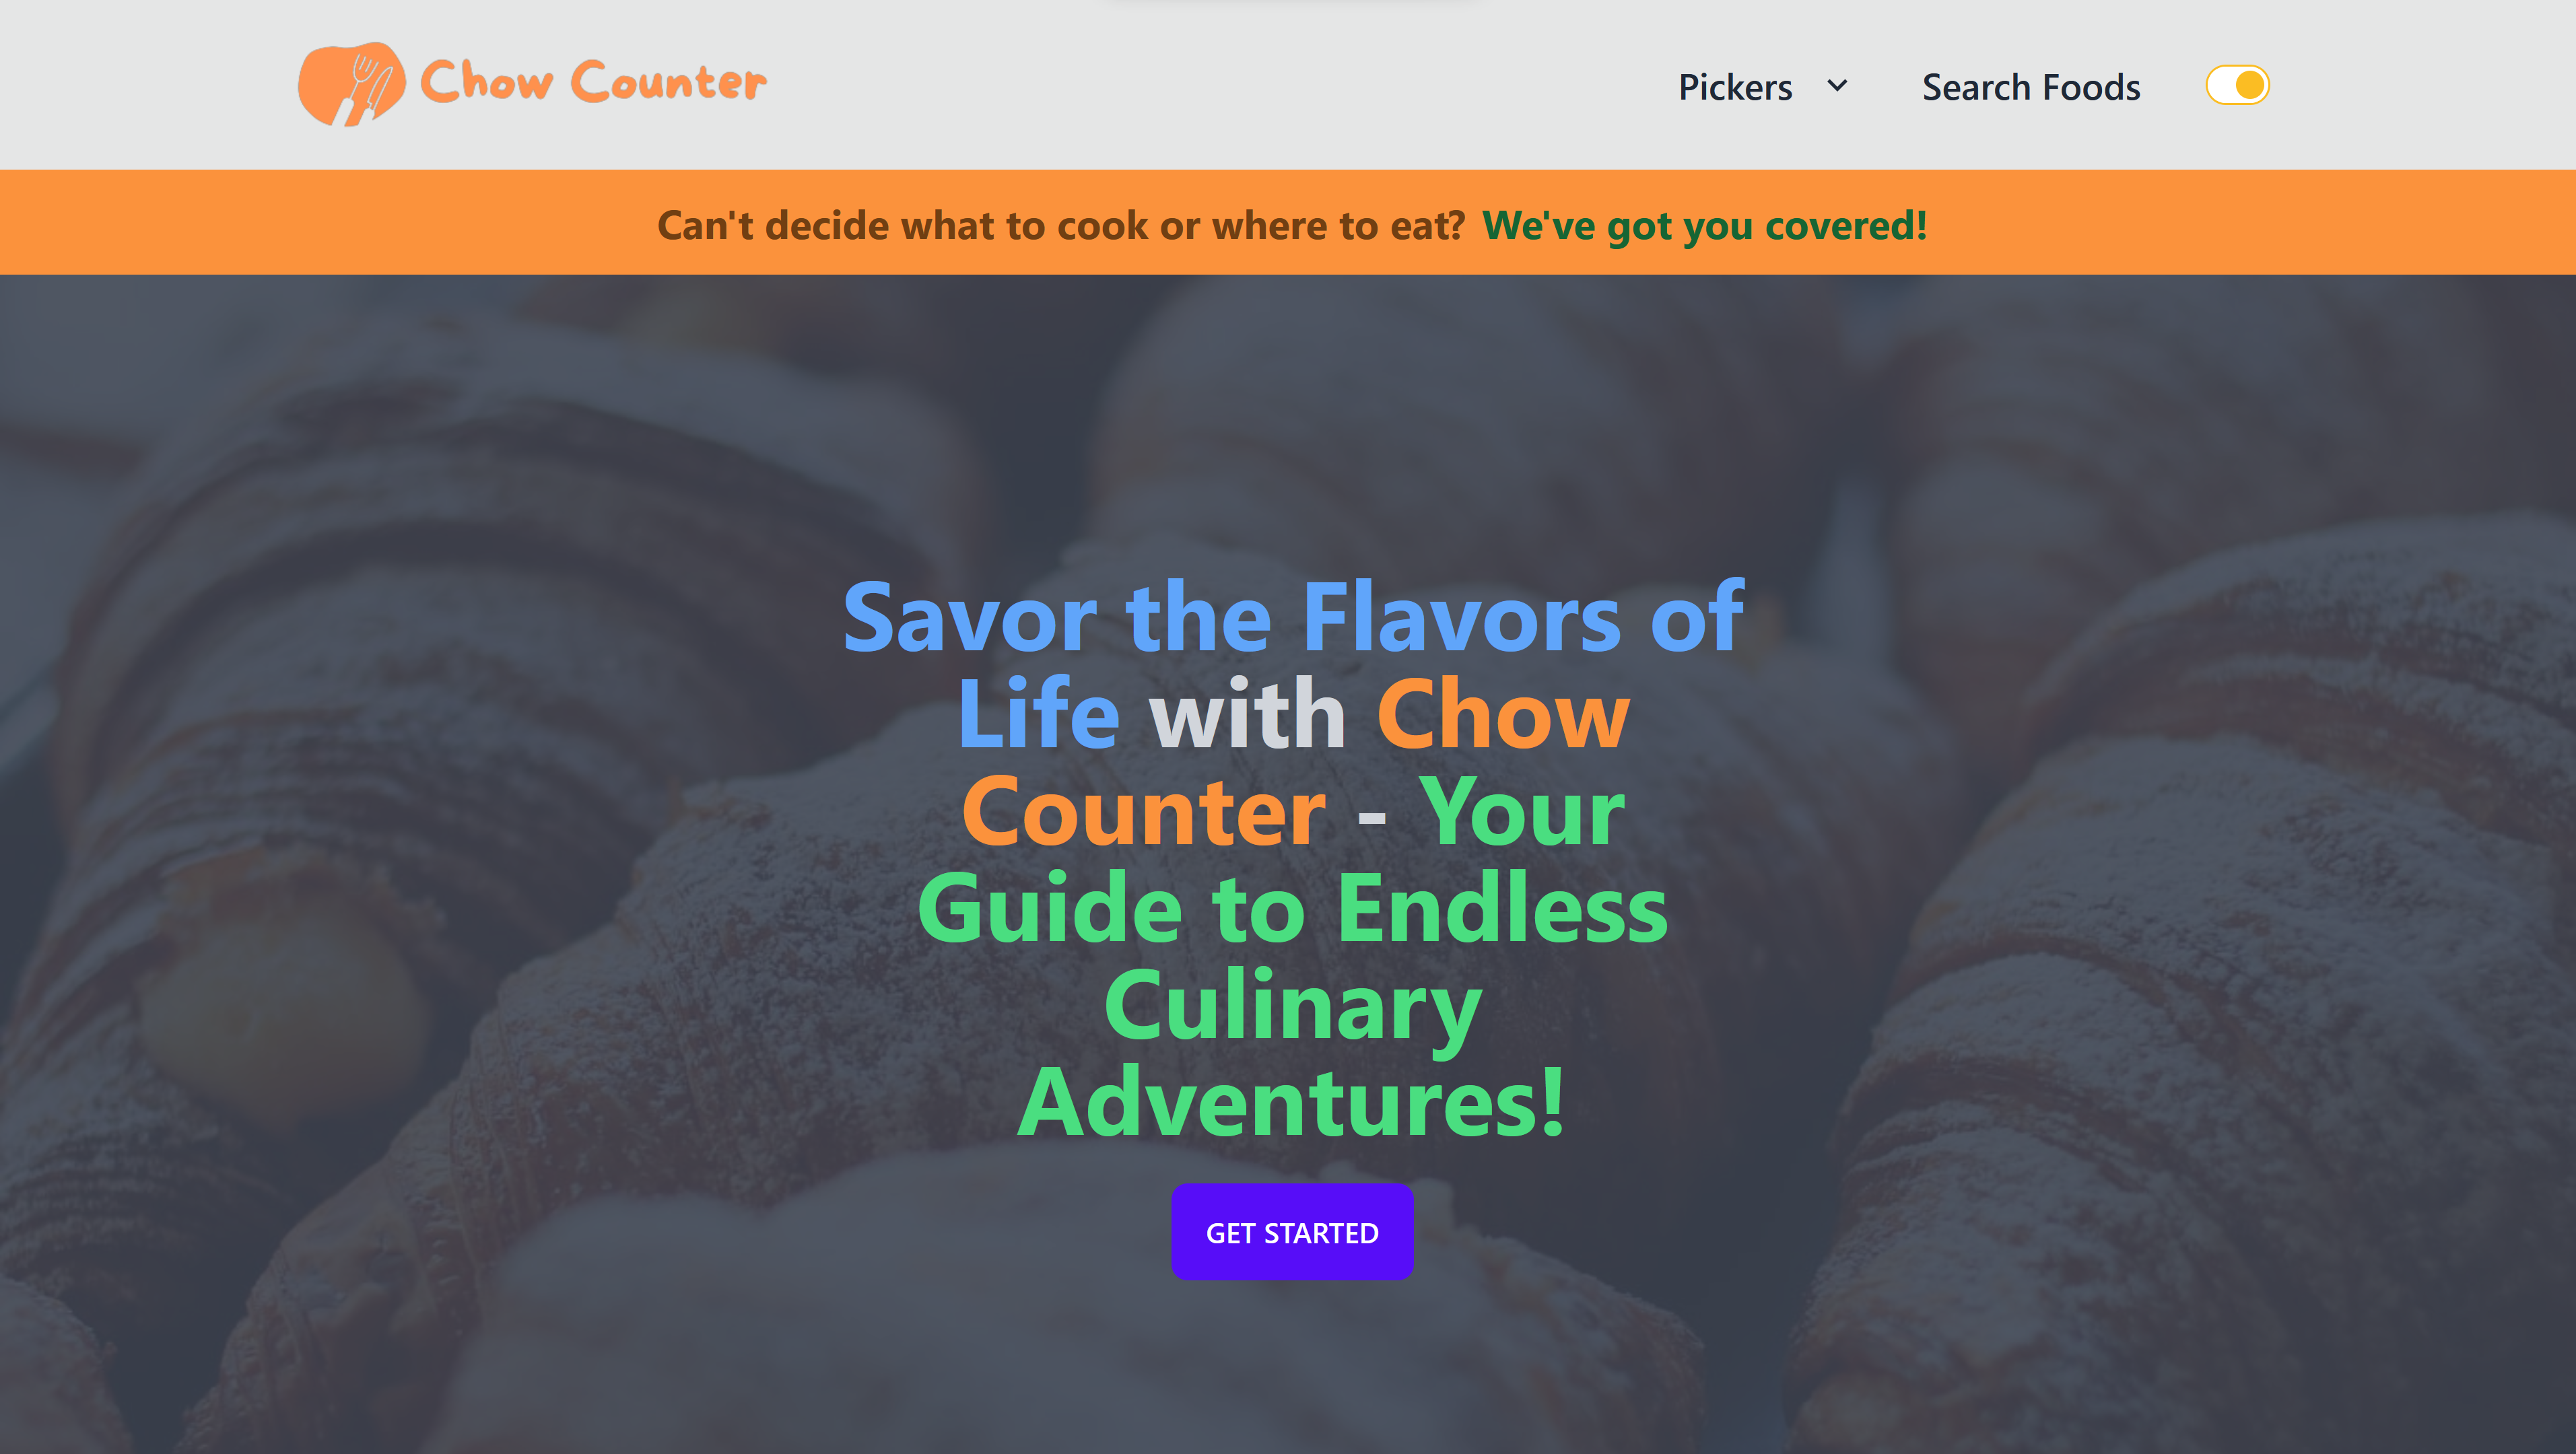 Chow Counter
Pickers
Search Foods
Can't decide what to cook or where to eat? We've got you covered!
Savor the Flavors of
Life with Chow
Counter - Your
Guide to Endless
Culinary
Adventures!
GET STARTED